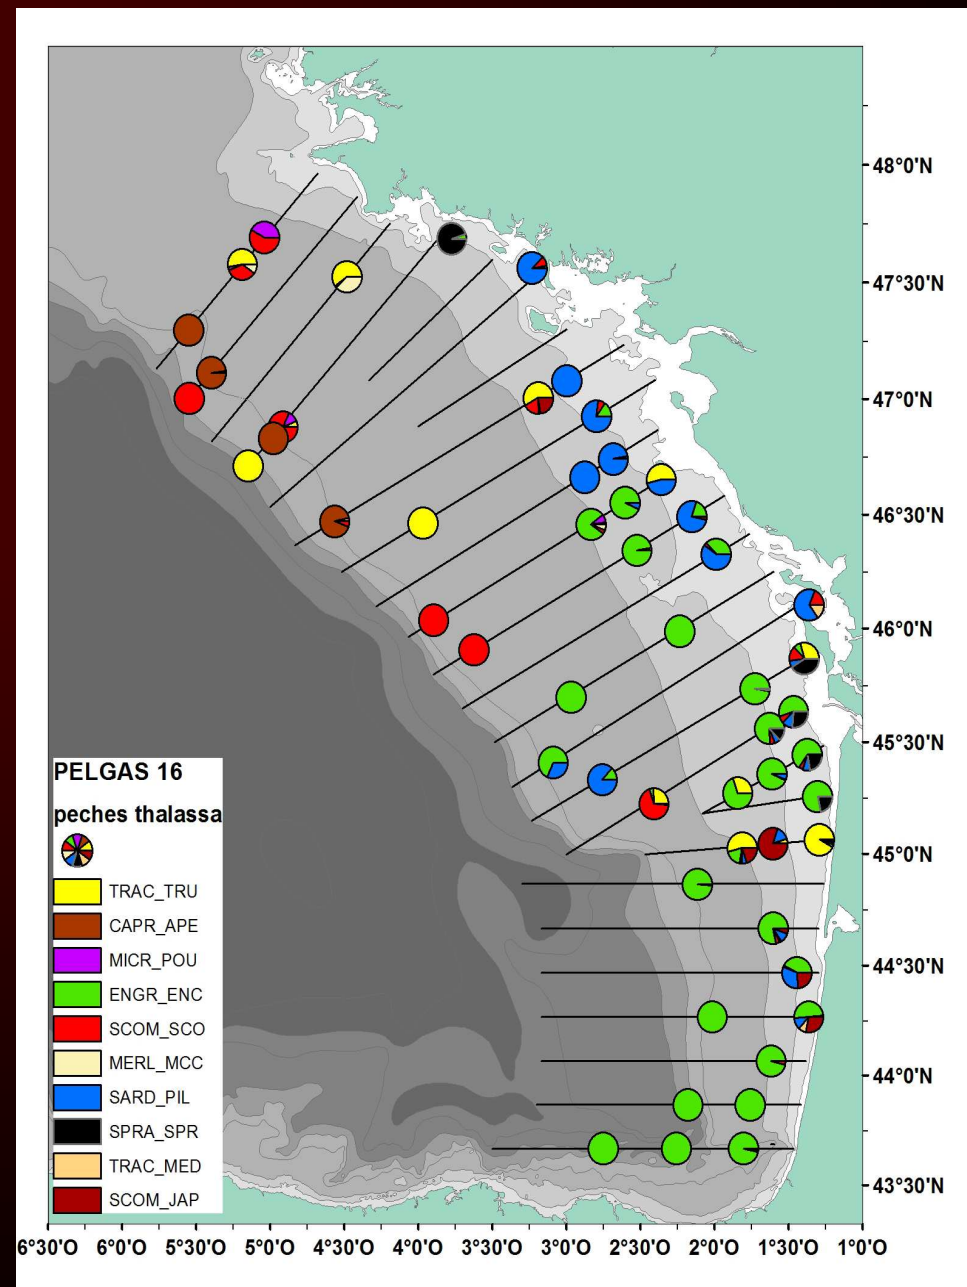 48°0'N
47°30'N
47°0'N
46°30'N
46°0'N
45°30'N
45°0'N
44°30'N
44°0'N
43°30'N
PELGAS 16
peches thalassa
TRAC_TRU
CAPR_APE
MICR_POU
ENGR_ENC
SCOM_SCO
MERL_MCC
SARD_PIL
SPRA_SPR
TRAC_MED
SCOM_JAP
6°30'O 6°0'O 5°30'O 5°0'O 4°30'O 4°0'O 3°30'O 3°0'O 2°30'O 2°0'O 1°30'O 1°0'O